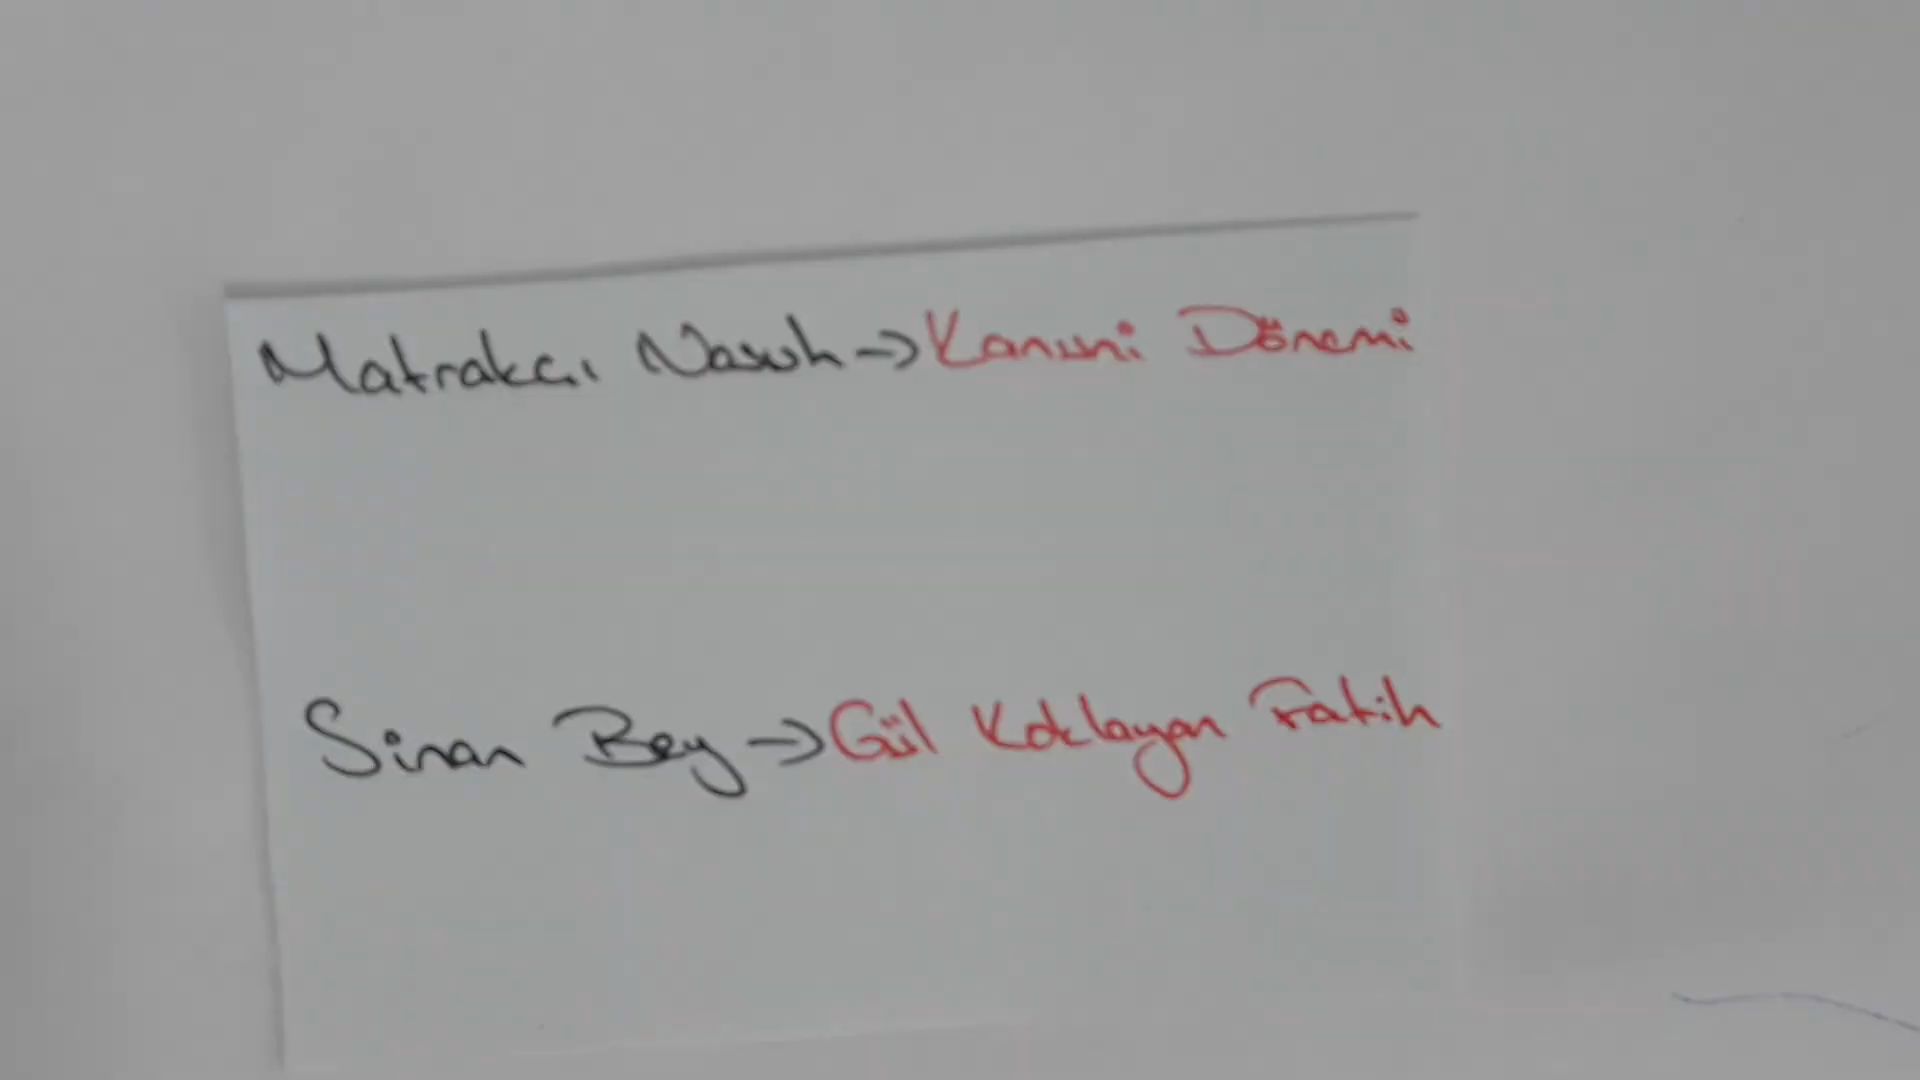 Matrakçı Nasuh → Kanuni Dönemi
Sinan Bey → Gül Koklayan Fatih